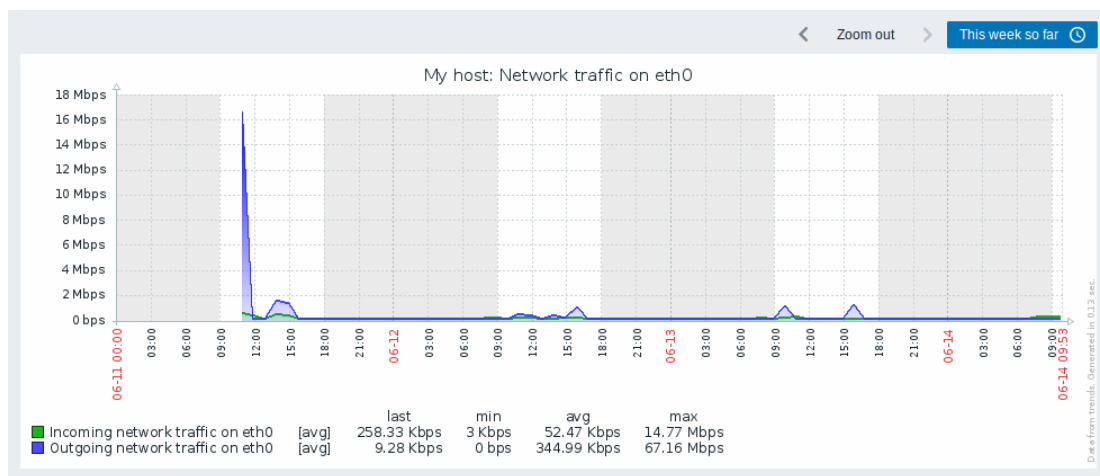 Zoom out This week so far
My host: Network traffic on eth0
18 Mbps
16 Mbps
14 Mbps
12 Mbps
10 Mbps
8 Mbps
6 Mbps
4 Mbps
2 Mbps
0 bps
06-11 00:00 03:00 06:00 09:00 12:00 15:00 18:00 21:00 06-12 03:00 06:00 09:00 12:00 15:00 18:00 21:00 06-13 03:00 06:00 09:00 12:00 15:00 18:00 21:00 06-14 03:00 06:00 09:00 06-14 09:53
last min avg max
Incoming network traffic on eth0 [avg] 258.33 Kbps 3 Kbps 52.47 Kbps 14.77 Mbps
Outgoing network traffic on eth0 [avg] 9.28 Kbps 0 bps 344.99 Kbps 67.16 Mbps
Data from trends. Generated in 0.13 sec.